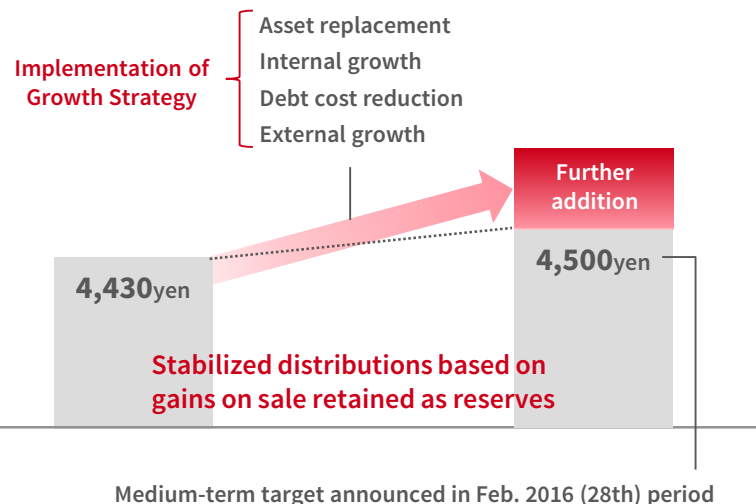 Implementation of
Growth Strategy
Asset replacement
Internal growth
Debt cost reduction
External growth
Further
addition
4,430yen
4,500yen
Stabilized distributions based on
gains on sale retained as reserves
Medium-term target announced in Feb. 2016 (28th) period